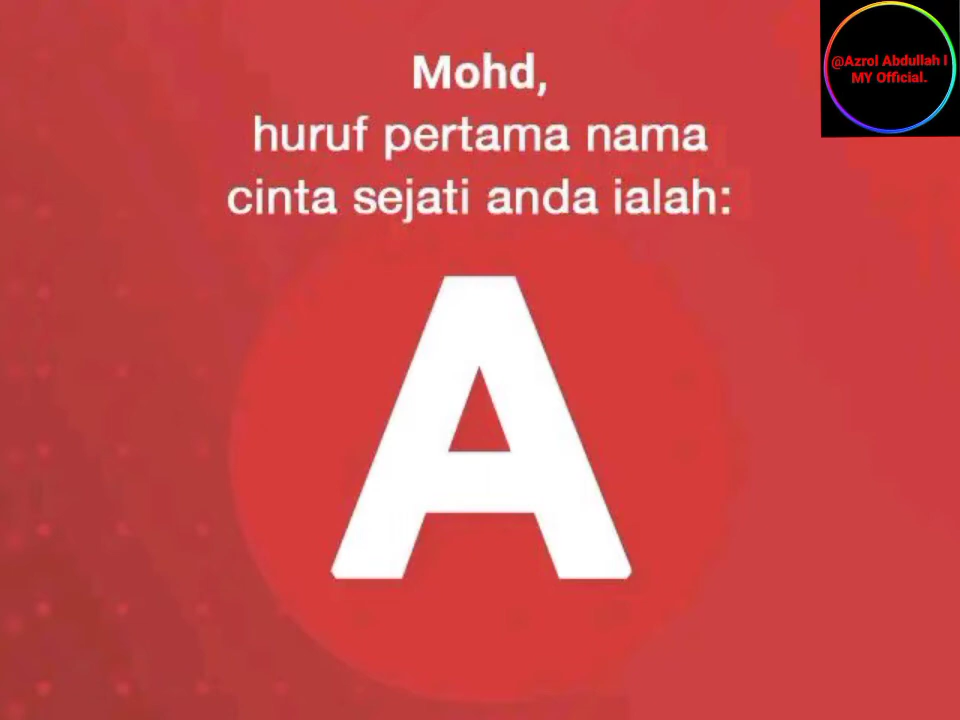 Mohd,
huruf pertama nama
cinta sejati anda ialah:
A
@Azrol Abdullah I
MY Official.